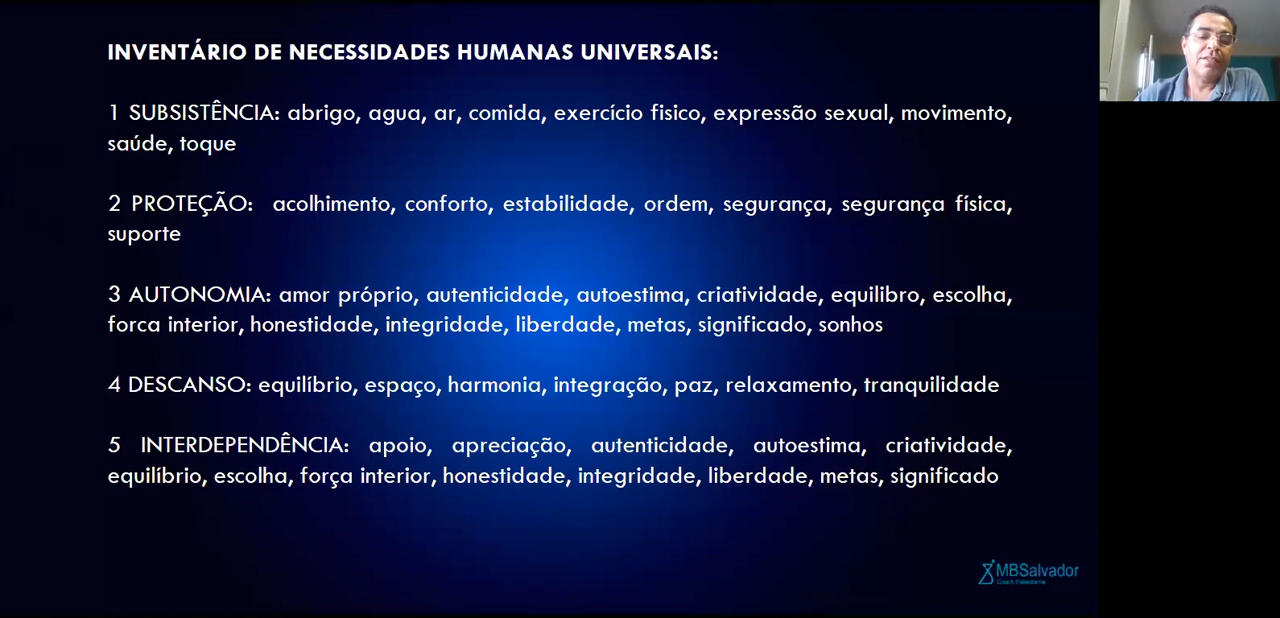 INVENTÁRIO DE NECESSIDADES HUMANAS UNIVERSAIS:
1 SUBSISTÊNCIA: abrigo, agua, ar, comida, exercício fisico, expressão sexual, movimento,
saúde, toque
2 PROTEÇÃO: acolhimento, conforto, estabilidade, ordem, segurança, segurança física,
suporte
3 AUTONOMIA: amor próprio, autenticidade, autoestima, criatividade, equilibro, escolha,
forca interior, honestidade, integridade, liberdade, metas, significado, sonhos
4 DESCANSO: equilíbrio, espaço, harmonia, integração, paz, relaxamento, tranquilidade
5 INTERDEPENDÊNCIA: apoio, apreciação, autenticidade, autoestima, criatividade,
equilíbrio, escolha, força interior, honestidade, integridade, liberdade, metas, significado
MBSalvador
Coach Palestrante